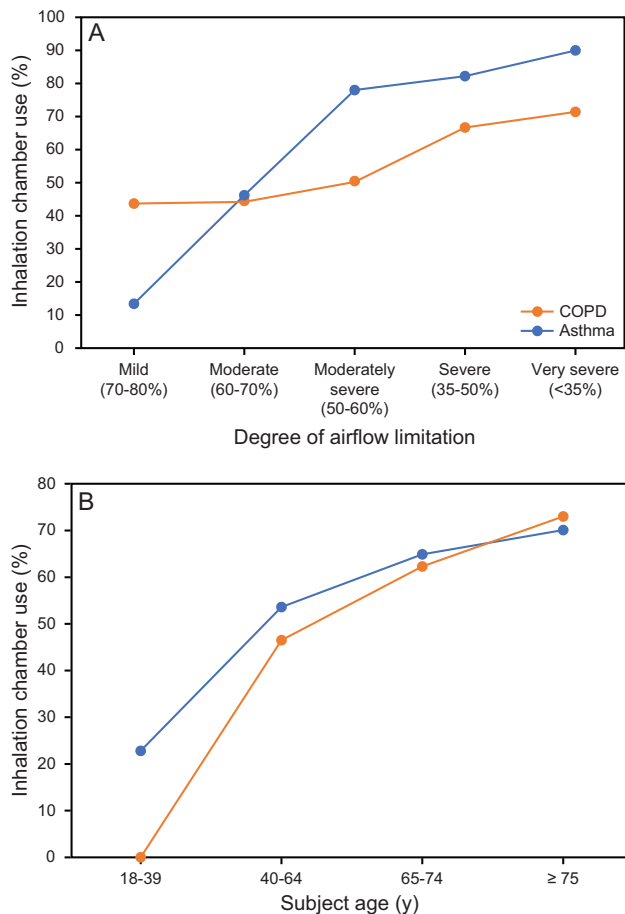 A
Inhalation chamber use (%)
100
90
80
70
60
50
40
30
20
10
0
COPD
Asthma
Mild
(70-80%)
Moderate
(60-70%)
Moderately
severe
(50-60%)
Severe
(35-50%)
Very severe
(<35%)
Degree of airflow limitation
B
Inhalation chamber use (%)
80
70
60
50
40
30
20
10
0
18-39
40-64
65-74
≥ 75
Subject age (y)